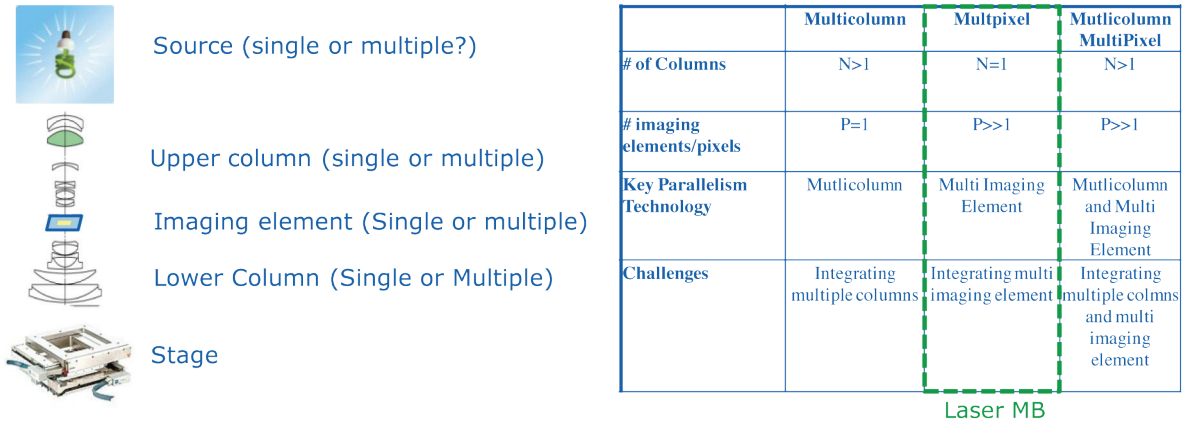 Source (single or multiple?)
Upper column (single or multiple)
Imaging element (Single or multiple)
Lower Column (Single or Multiple)
Stage
Multicolumn
Multpixel
Mutlicolumn
MultiPixel
# of Columns
N>1
N=1
N>1
# imaging
elements/pixels
P=1
P>>1
P>>1
Key Parallelism
Technology
Mutlicolumn
Multi Imaging
Element
Mutlicolumn
and Multi
Imaging
Element
Challenges
Integrating
multiple columns
Integrating multi
imaging element
Integrating
multiple colmns
and multi
imaging
element
Laser MB